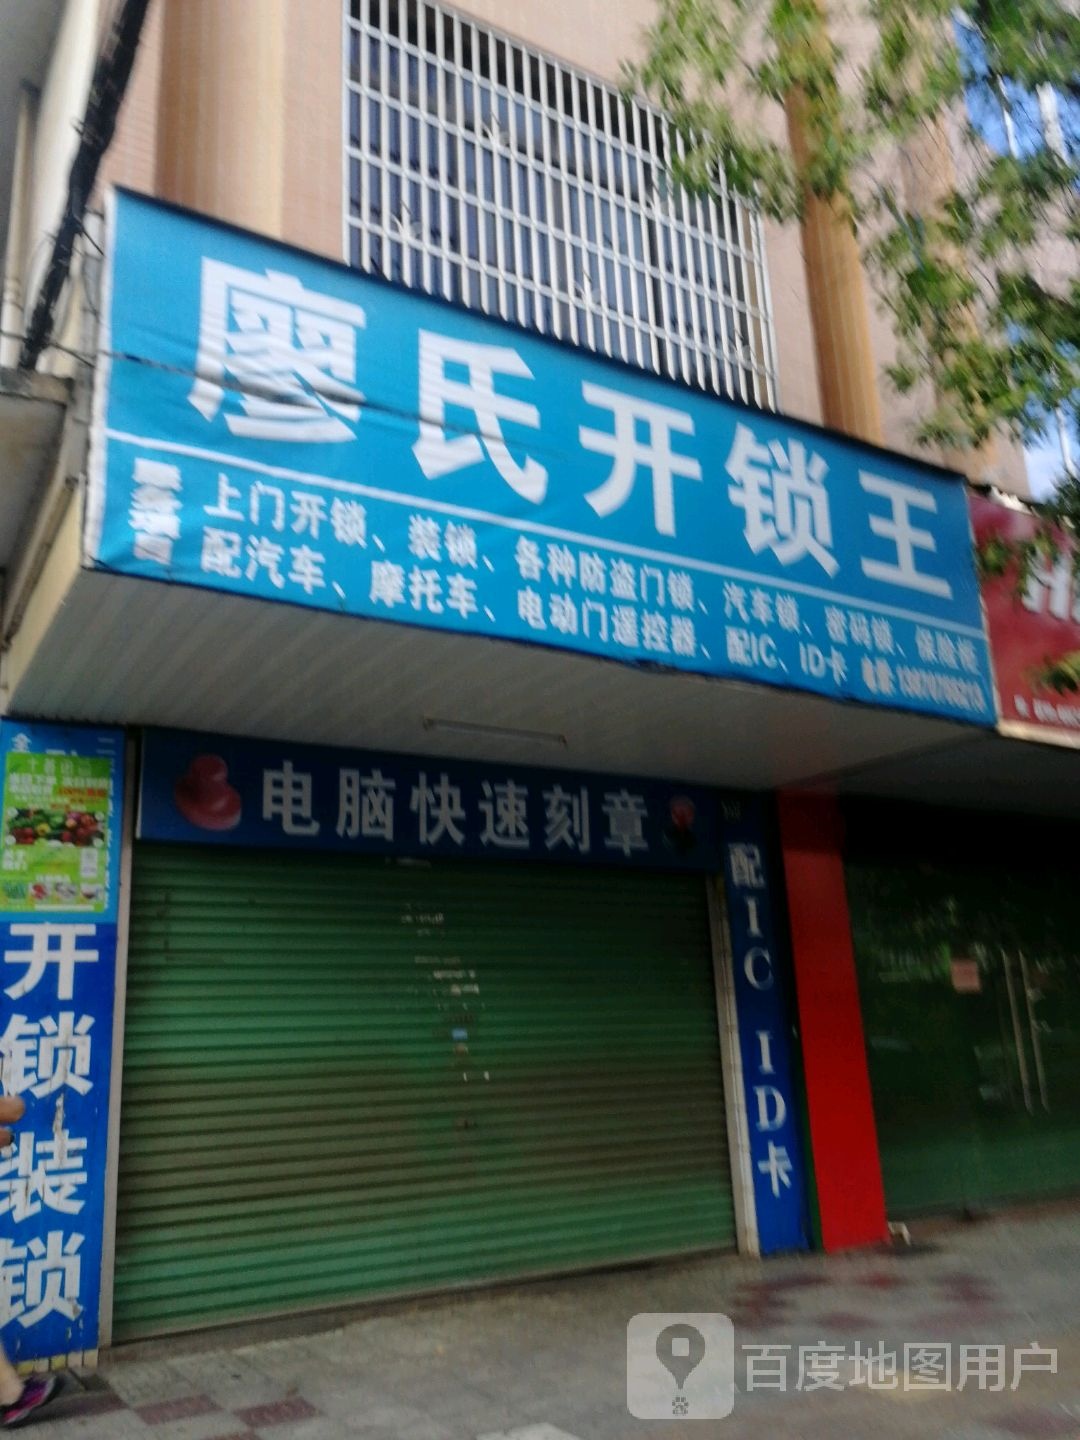 廖氏开锁王
上门开锁、装锁、各种防盗门锁、汽车锁、密码锁、保险柜
配汽车、摩托车、电动门遥控器、配IC、ID卡 电话:
电脑快速刻章
开锁装锁
配IC ID卡
百度地图用户